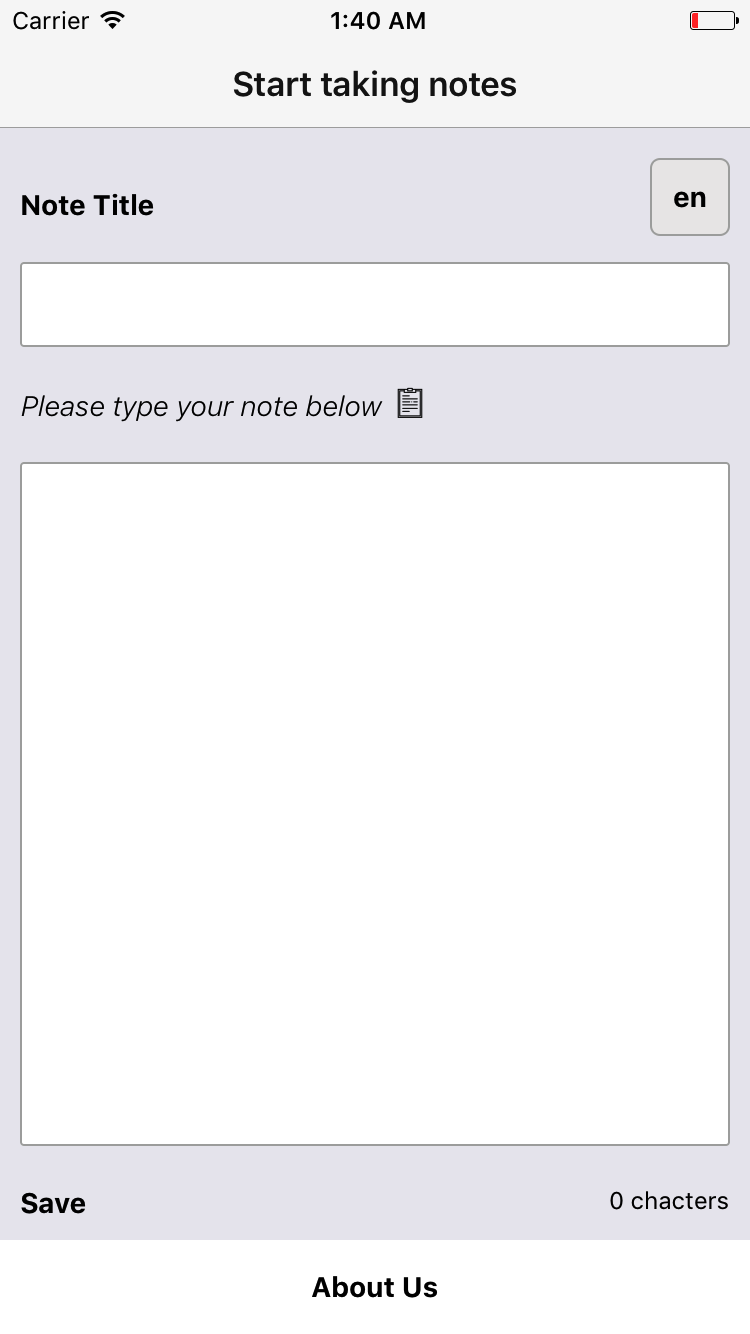 Carrier 1:40 AM
Start taking notes
Note Title
en
Please type your note below
Save
0 chacters
About Us